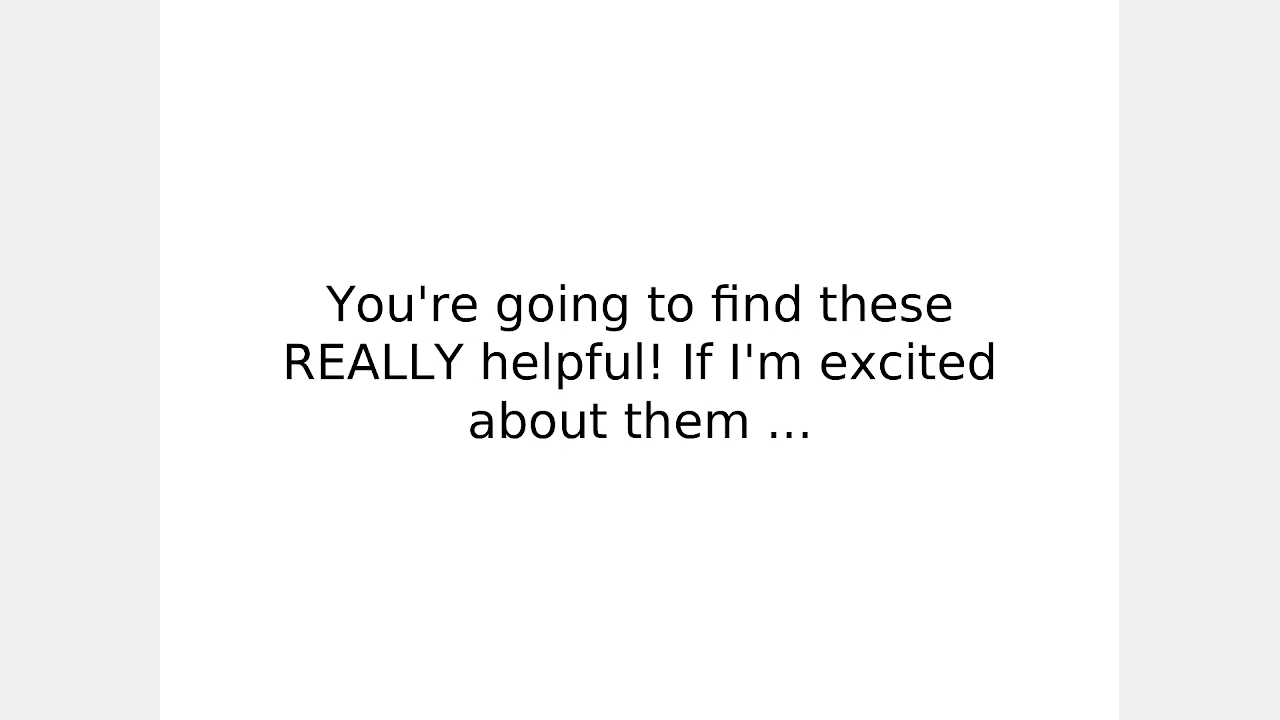 You're going to find these
REALLY helpful! If I'm excited
about them ...